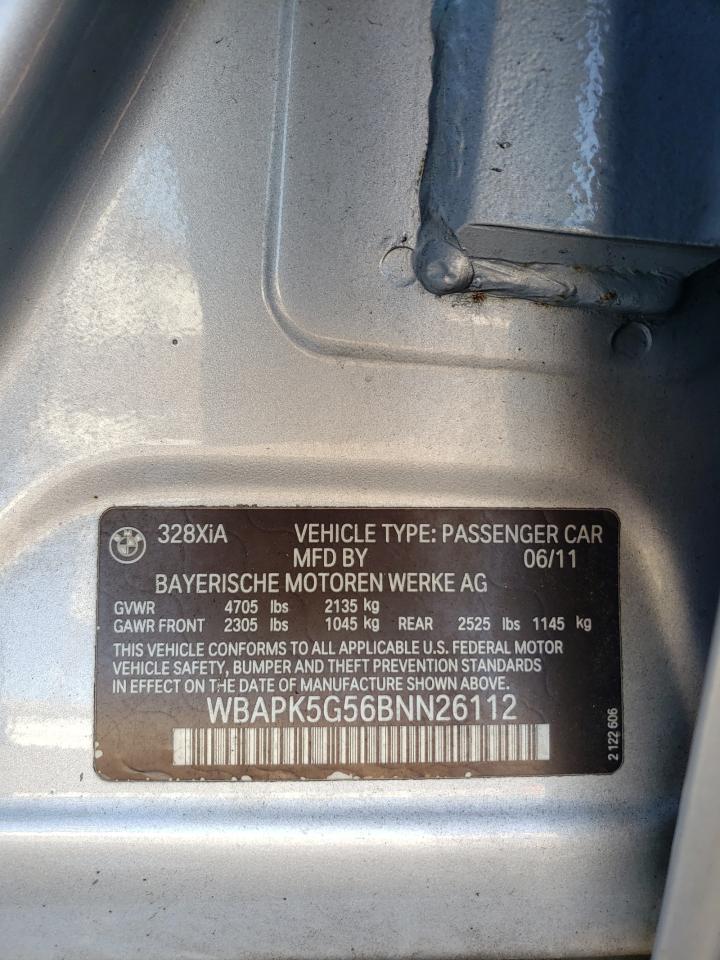 328XiA VEHICLE TYPE: PASSENGER CAR
MFD BY 06/11
BAYERISCHE MOTOREN WERKE AG
GVWR 4705 lbs 2135 kg
GAWR FRONT 2305 lbs 1045 kg REAR 2525 lbs 1145 kg
THIS VEHICLE CONFORMS TO ALL APPLICABLE U.S. FEDERAL MOTOR
VEHICLE SAFETY, BUMPER AND THEFT PREVENTION STANDARDS
IN EFFECT ON DATE OF MANUFACTURE SHOWN ABOVE.
WBAPK5G56BNN26112
2 122 606